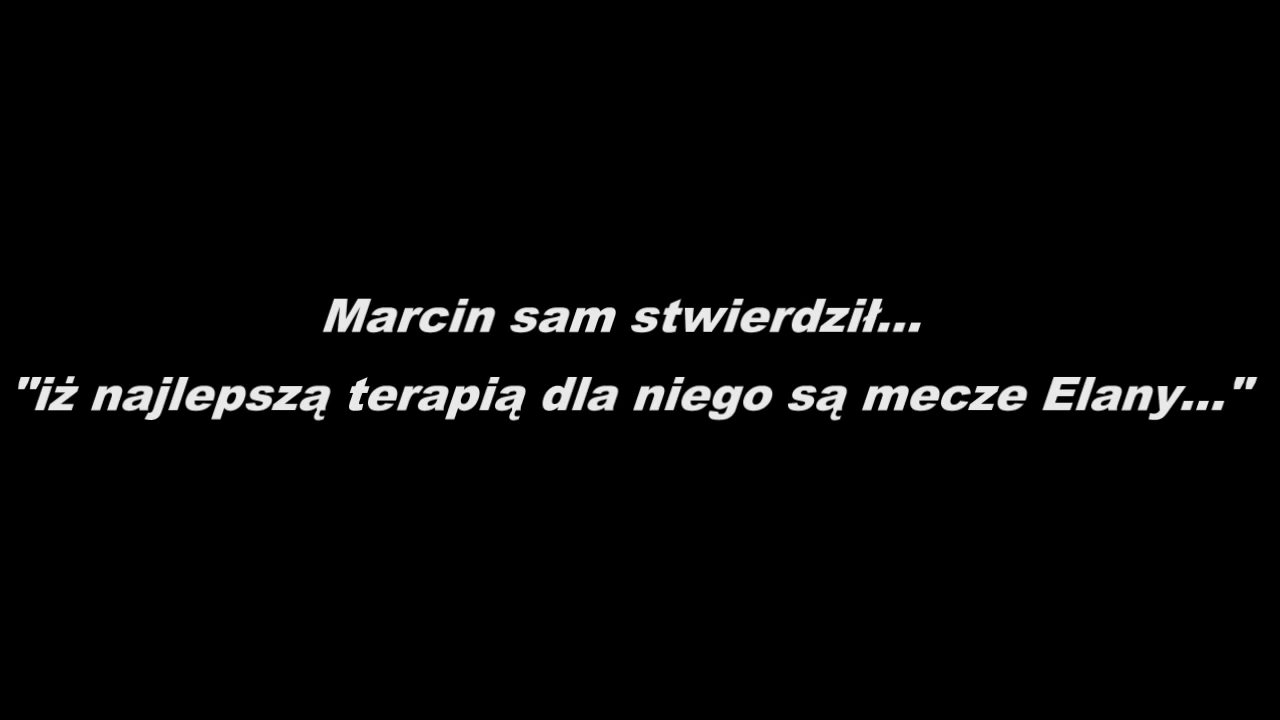 Marcin sam stwierdził...
"iż najlepszą terapią dla niego są mecze Elany..."